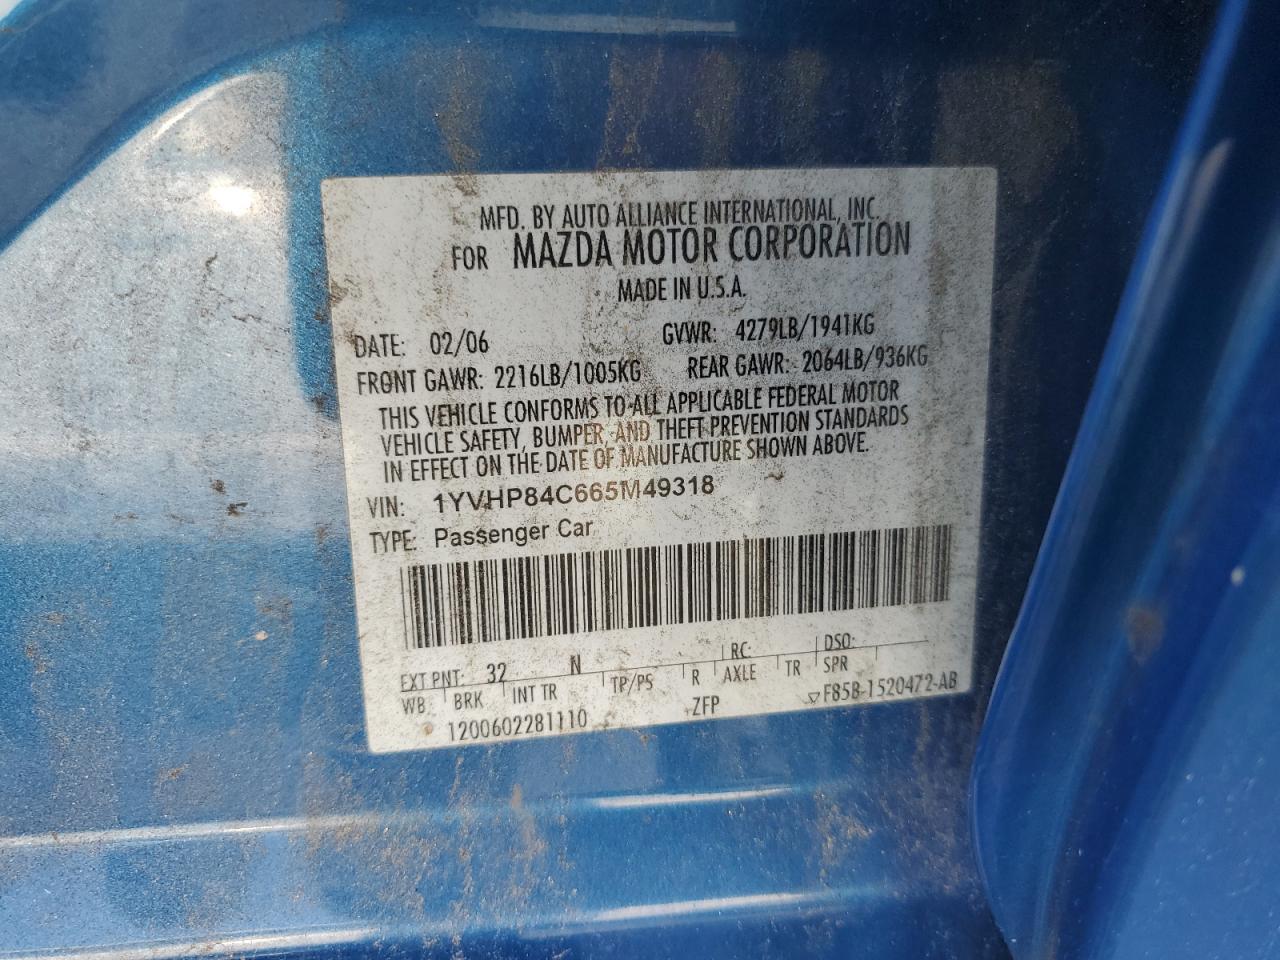 MFD. BY AUTO ALLIANCE INTERNATIONAL, INC.
FOR MAZDA MOTOR CORPORATION
MADE IN U.S.A.
DATE: 02/06 GVWR: 4279LB/1941KG
FRONT GAWR: 2216LB/1005KG REAR GAWR: 2064LB/936KG
THIS VEHICLE CONFORMS TO ALL APPLICABLE FEDERAL MOTOR
VEHICLE SAFETY, BUMPER, AND THEFT PREVENTION STANDARDS
IN EFFECT ON THE DATE OF MANUFACTURE SHOWN ABOVE.
VIN: 1YVHP84C665M49318
TYPE: Passenger Car
EXT PNT: 32 N RC: DSO:
WB BRK INT TR TP/PS R AXLE TR SPR
1200602281110 ZFP ▽F85B-1520472-AB